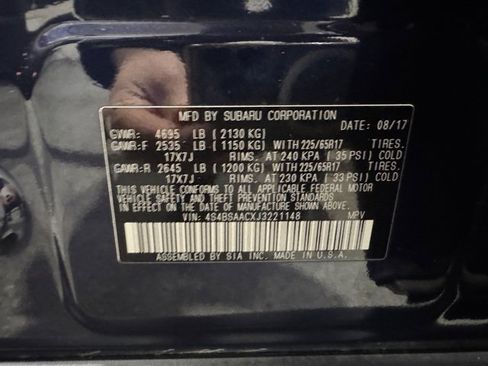 MFD BY SUBARU CORPORATION
GVWR: 4695 LB ( 2130 KG) DATE: 08/17
GAWR:F 2535 LB ( 1150 KG) WITH 225/65R17 TIRES.
17X7J RIMS. AT 240 KPA ( 35 PSI) COLD
GAWR:R 2645 LB ( 1200 KG) WITH 225/65R17 TIRES.
17X7J RIMS. AT 230 KPA ( 33 PSI) COLD
THIS VEHICLE CONFORMS TO ALL APPLICABLE FEDERAL MOTOR
VEHICLE SAFETY AND THEFT PREVENTION STANDARDS
IN EFFECT ON THE DATE OF MANUFACTURE SHOWN ABOVE.
VIN: 4S4BSAACXJ3221148 MPV
ASSEMBLED BY SIA INC. MADE IN U.S.A.